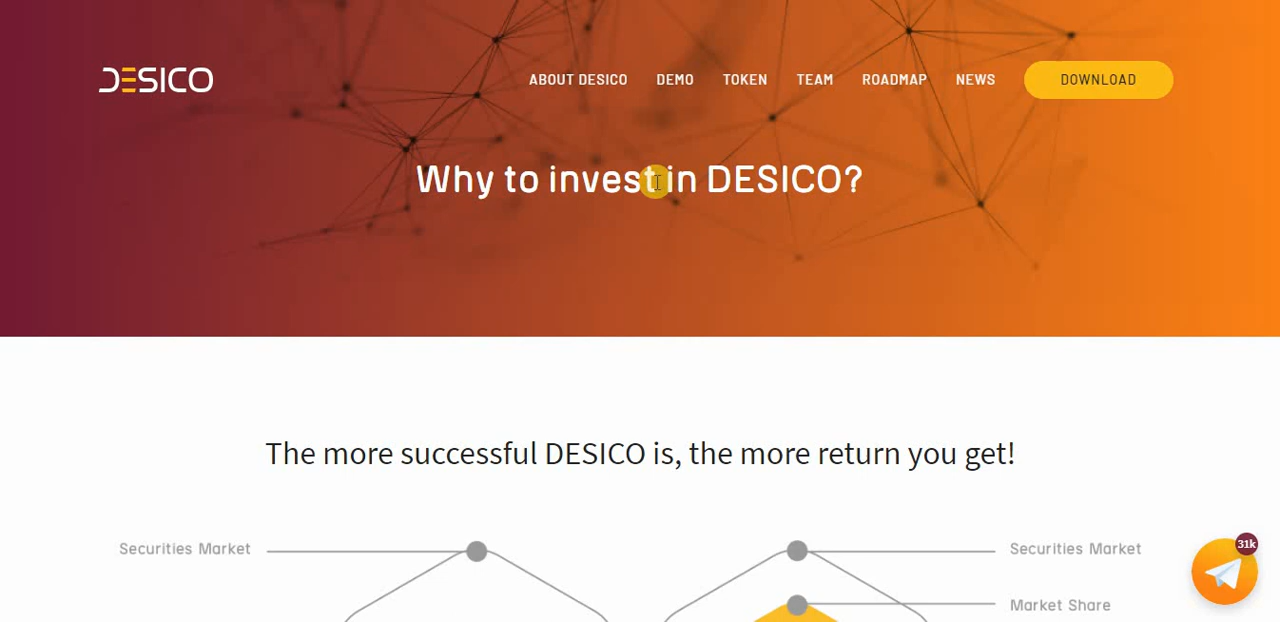 DESICO
ABOUT DESICO DEMO TOKEN TEAM ROADMAP NEWS DOWNLOAD
Why to invest in DESICO?
The more successful DESICO is, the more return you get!
Securities Market
Securities Market
31k
Market Share